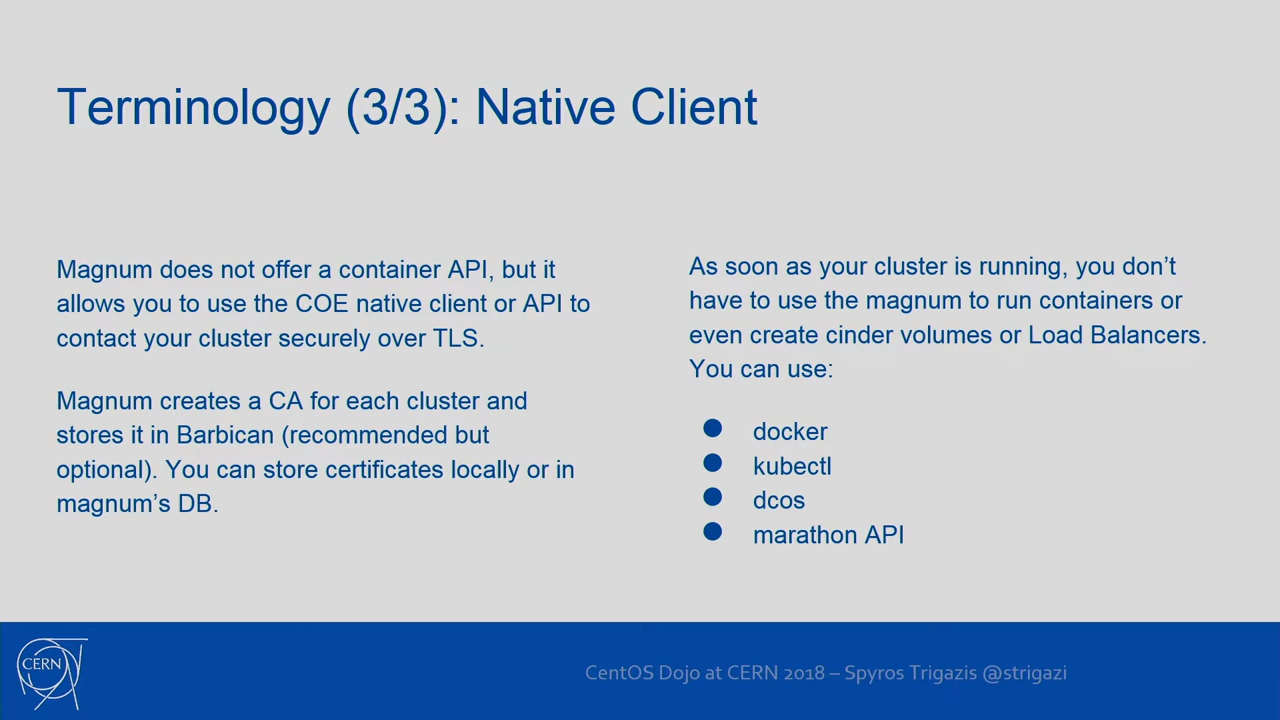 Terminology (3/3): Native Client
Magnum does not offer a container API, but it
allows you to use the COE native client or API to
contact your cluster securely over TLS.
Magnum creates a CA for each cluster and
stores it in Barbican (recommended but
optional). You can store certificates locally or in
magnum’s DB.
As soon as your cluster is running, you don’t
have to use the magnum to run containers or
even create cinder volumes or Load Balancers.
You can use:
● docker
● kubectl
● dcos
● marathon API
CERN
CentOS Dojo at CERN 2018 – Spyros Trigazis @strigazi